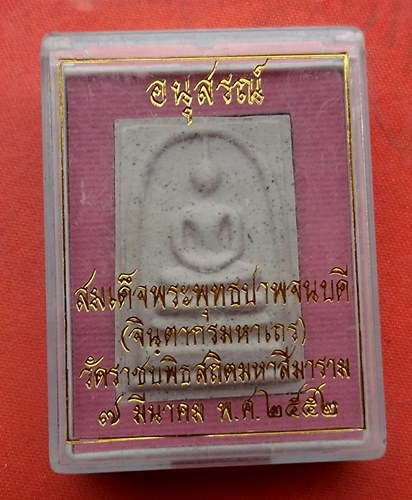 อนุสรณ์
สมเด็จพระพุทธปาพจนบดี
(จินฺตากรมหาเถร)
วัดราชบพิธสถิตมหาสีมาราม
๗ มีนาคม พ.ศ.๒๕๕๒